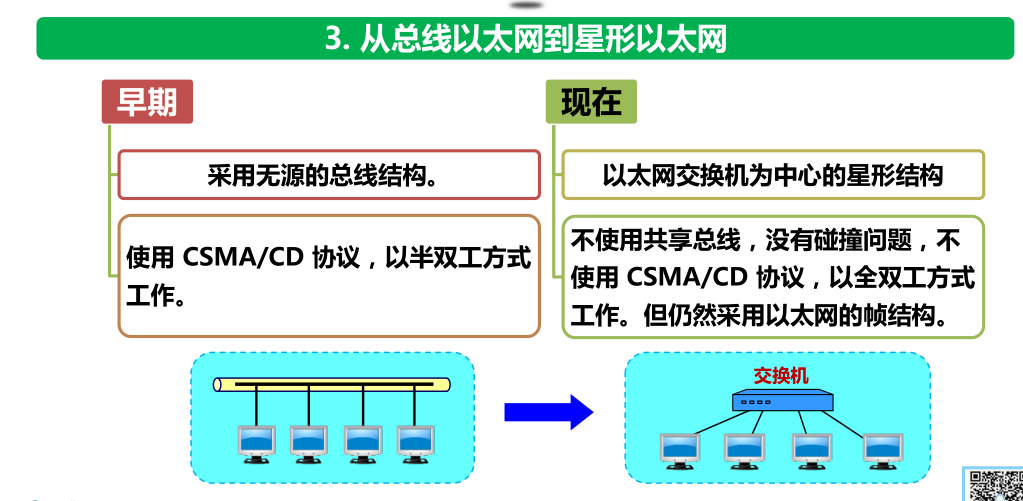 3. 从总线以太网到星形以太网
早期
采用无源的总线结构。
使用 CSMA/CD 协议，以半双工方式
工作。
现在
以太网交换机为中心的星形结构
不使用共享总线，没有碰撞问题，不
使用 CSMA/CD 协议，以全双工方式
工作。但仍然采用以太网的帧结构。
交换机